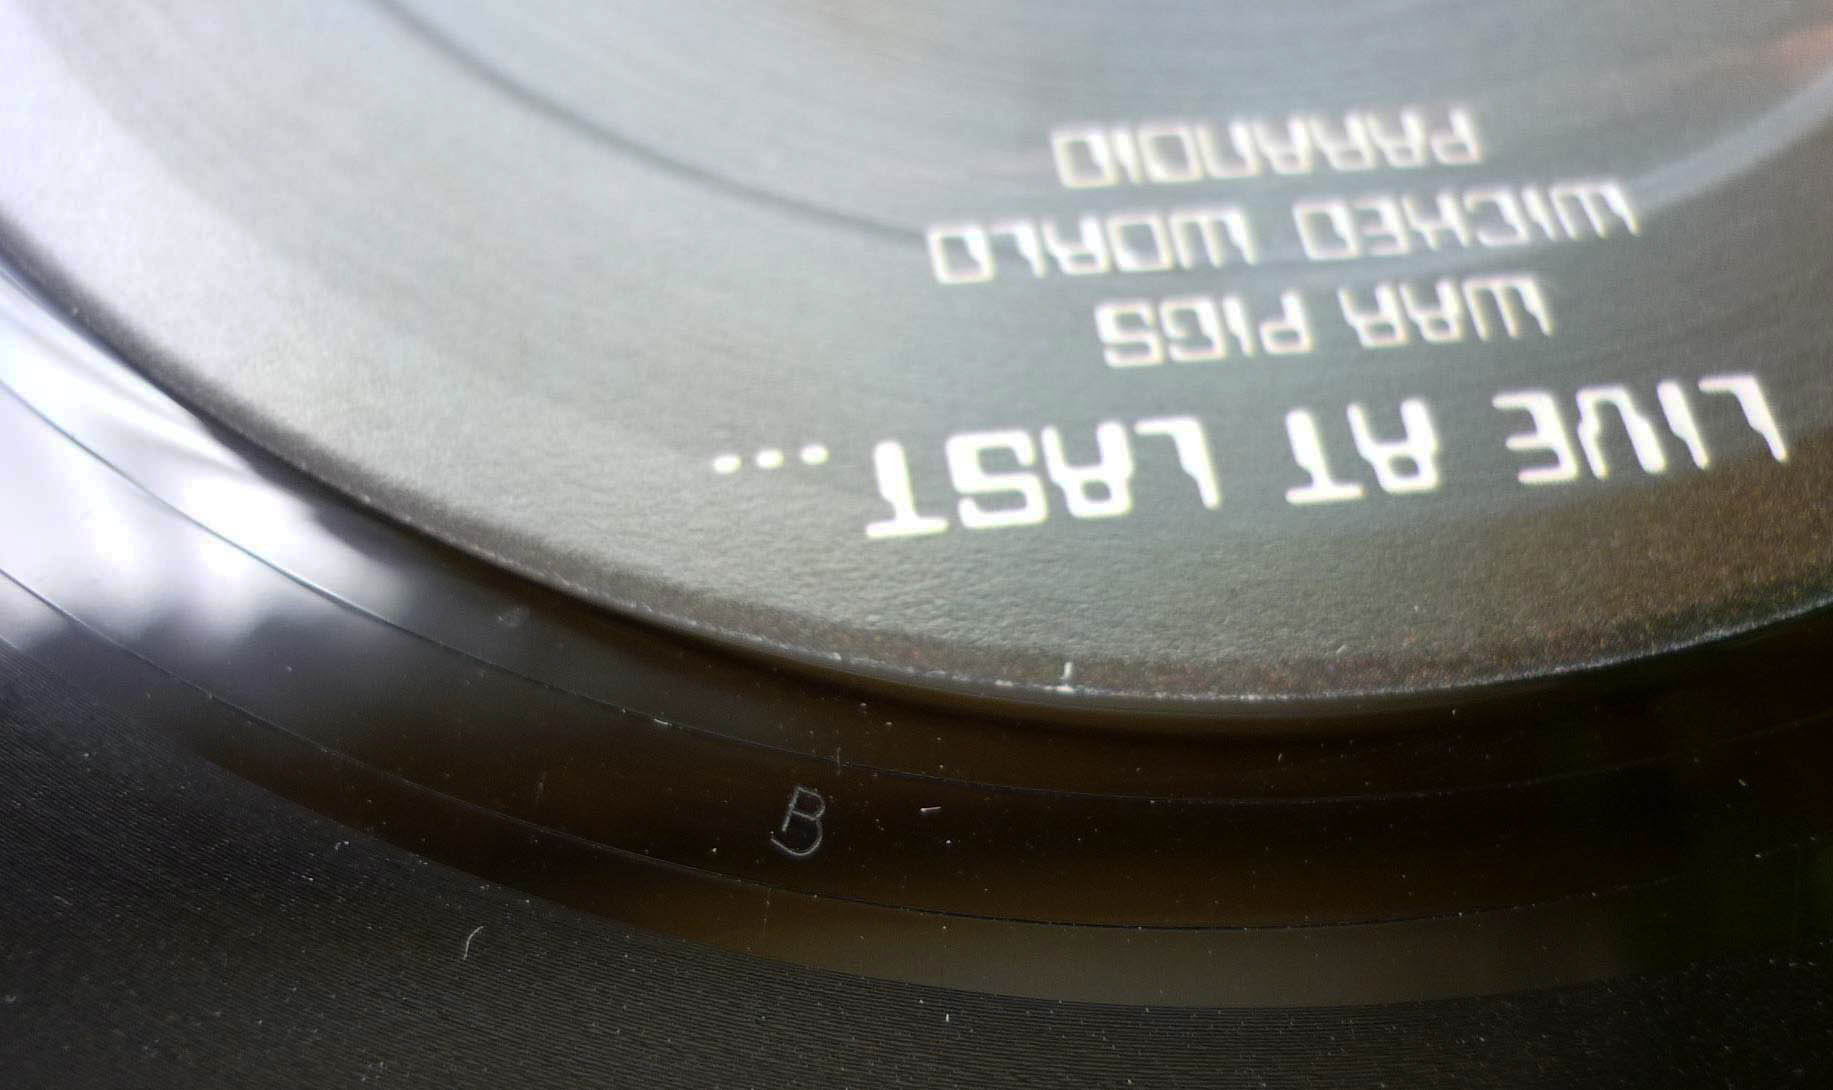 LIVE AT LAST...
WAR PIGS
WICKED WORLD
PARANOID
B